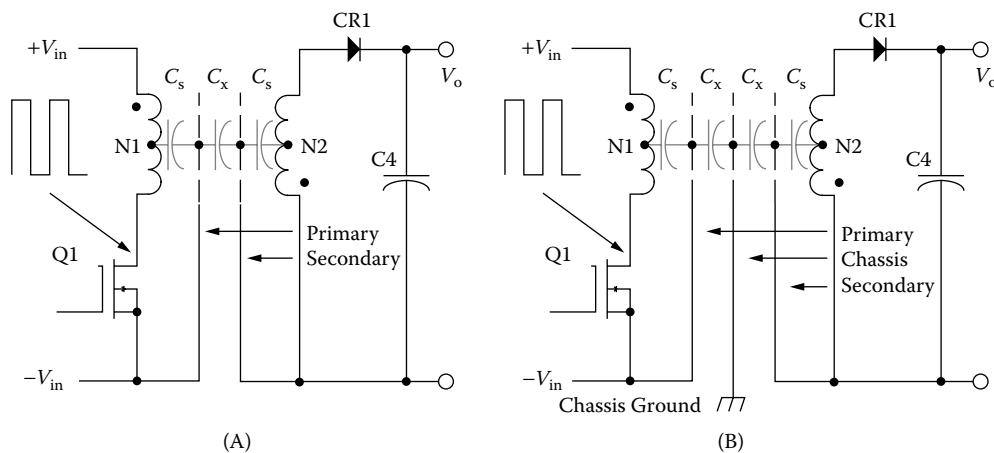 CR1
+Vin
Cs Cx Cs
Vo
N1
N2
C4
Primary
Secondary
Q1
−Vin
(A)
CR1
+Vin
Cs Cx Cx Cs
Vo
N1
N2
C4
Primary
Chassis
Secondary
Q1
−Vin
Chassis Ground
(B)